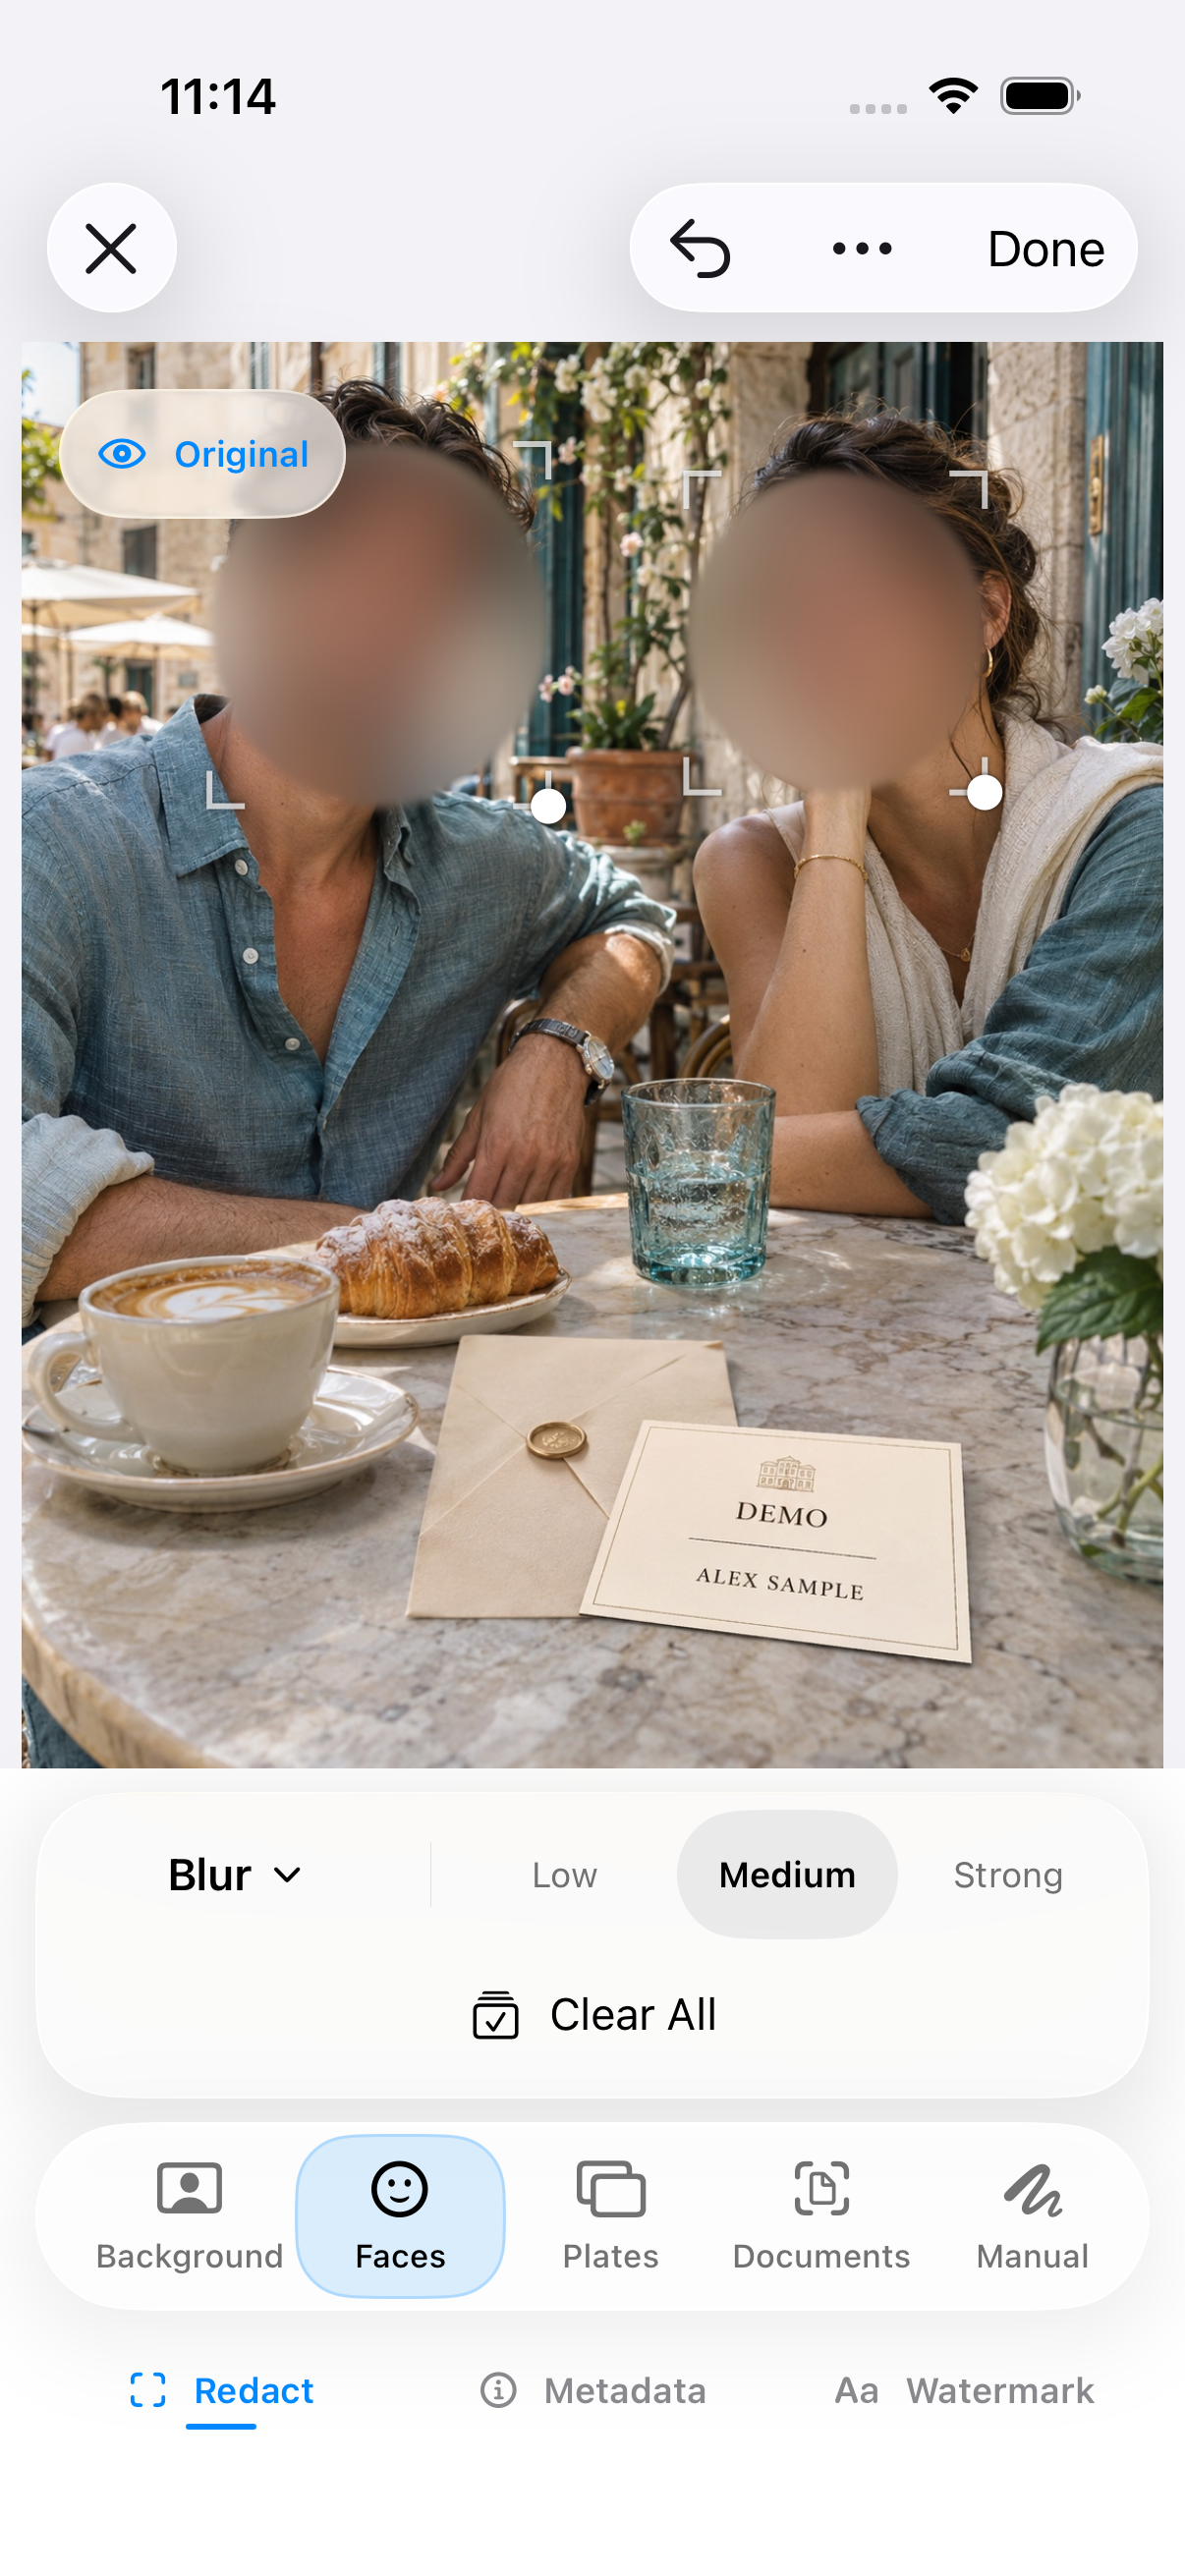 11:14
Done
Original
DEMO
ALEX SAMPLE
Blur
Low
Medium
Strong
Clear All
Background
Faces
Plates
Documents
Manual
Redact
Metadata
Aa Watermark